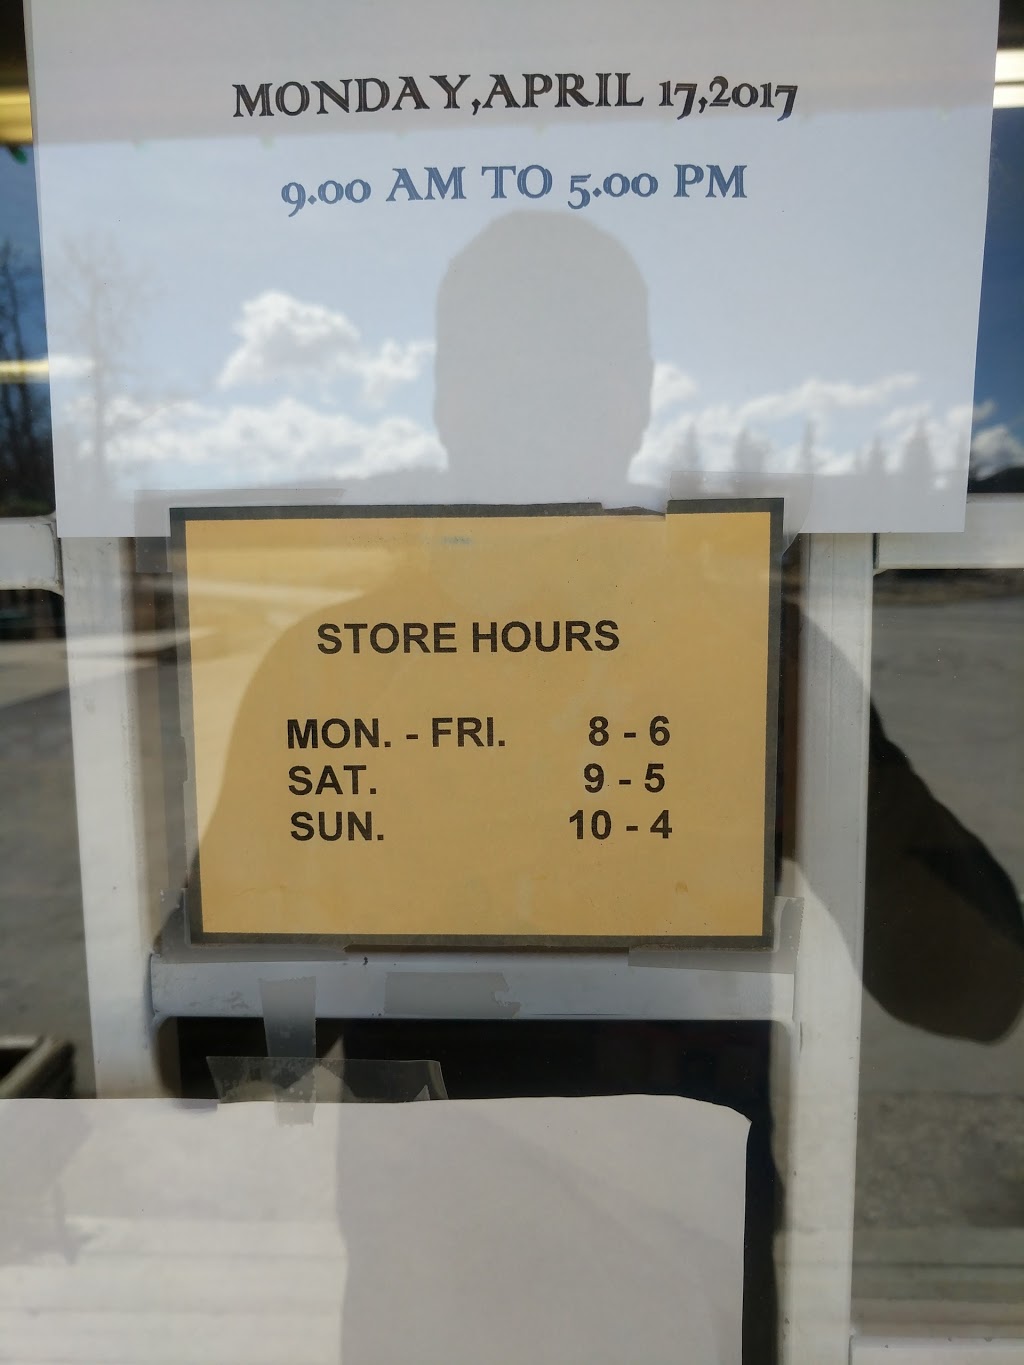 MONDAY,APRIL 17,2017
9.00 AM TO 5.00 PM
STORE HOURS
MON. - FRI. 8 - 6
SAT. 9 - 5
SUN. 10 - 4